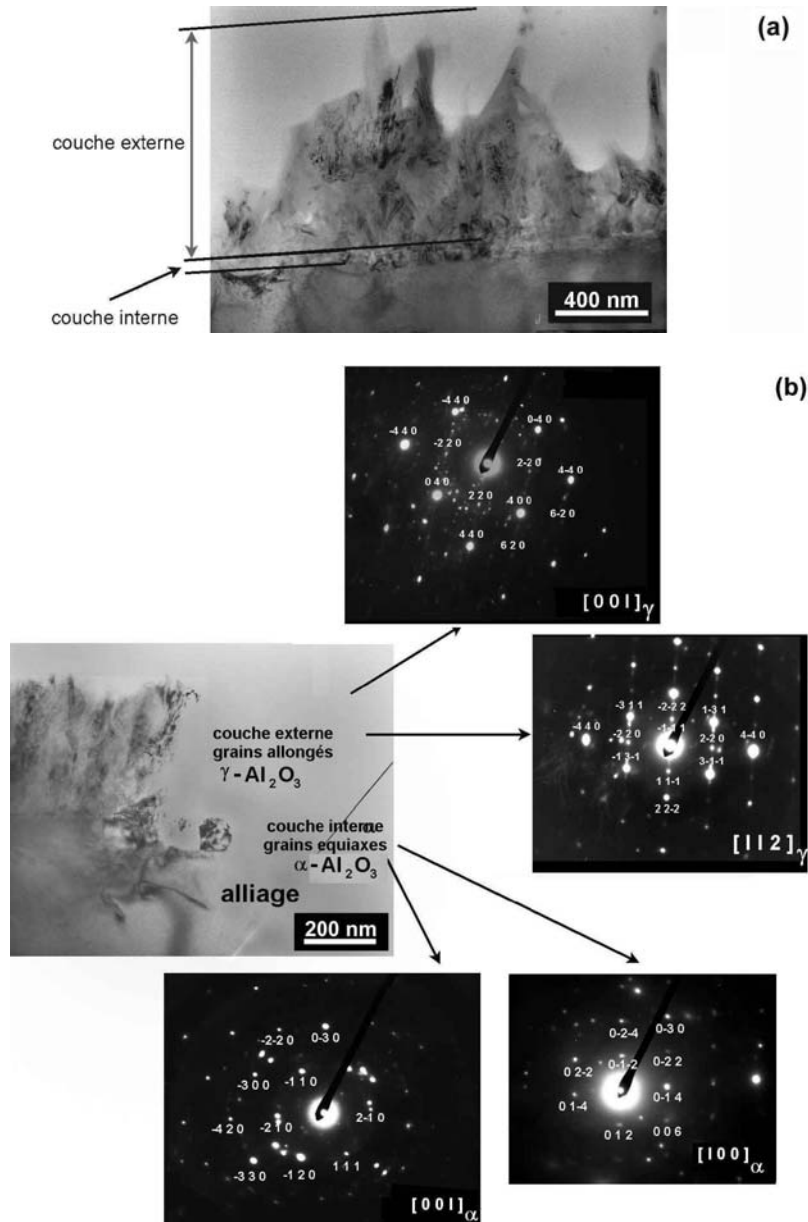 (a)
couche externe
couche interne
400 nm
(b)
-4 4 0
0 -4 0
-4 4 0
-2 2 0
2 -2 0
4 -4 0
0 4 0
2 2 0
4 0 0
6 -2 0
4 4 0
6 2 0
[ 0 0 1 ]γ
-3 1 1
-2 -2 2
1 -3 1
-4 4 0
-2 2 0
-1 -1 1
2 -2 0
4 -4 0
-1 3 -1
3 -1 -1
1 1 -1
2 2 -2
[ 1 1 2 ]γ
couche externe
grains allongés
γ - Al2O3
couche interne
α
grains equiaxes
α - Al2O3
alliage
200 nm
-2 -2 0
0 -3 0
-3 0 0
-1 1 0
-4 2 0
-2 1 0
2 -1 0
-3 3 0
-1 2 0
1 1 1
[ 0 0 1 ]α
0 -2 -4
0 -3 0
0 2 -2
0 -1 -2
0 -2 2
0 1 -4
0 -1 4
0 1 2
0 0 6
[ 1 0 0 ]α